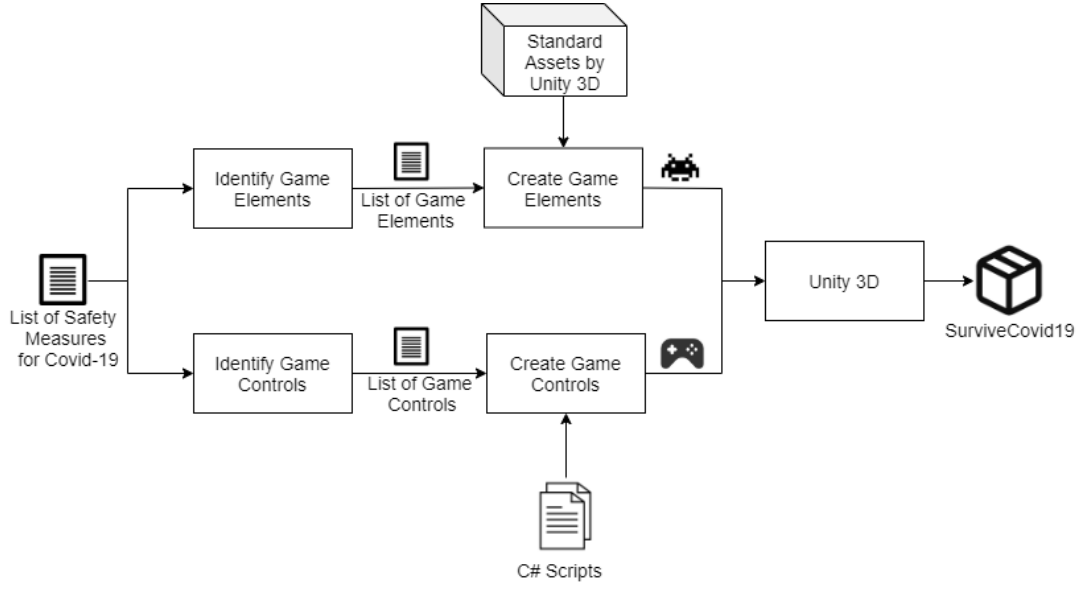 Standard
Assets by
Unity 3D
Identify Game
Elements
List of Game
Elements
Create Game
Elements
List of Safety
Measures
for Covid-19
Unity 3D
SurviveCovid19
Identify Game
Controls
List of Game
Controls
Create Game
Controls
C# Scripts